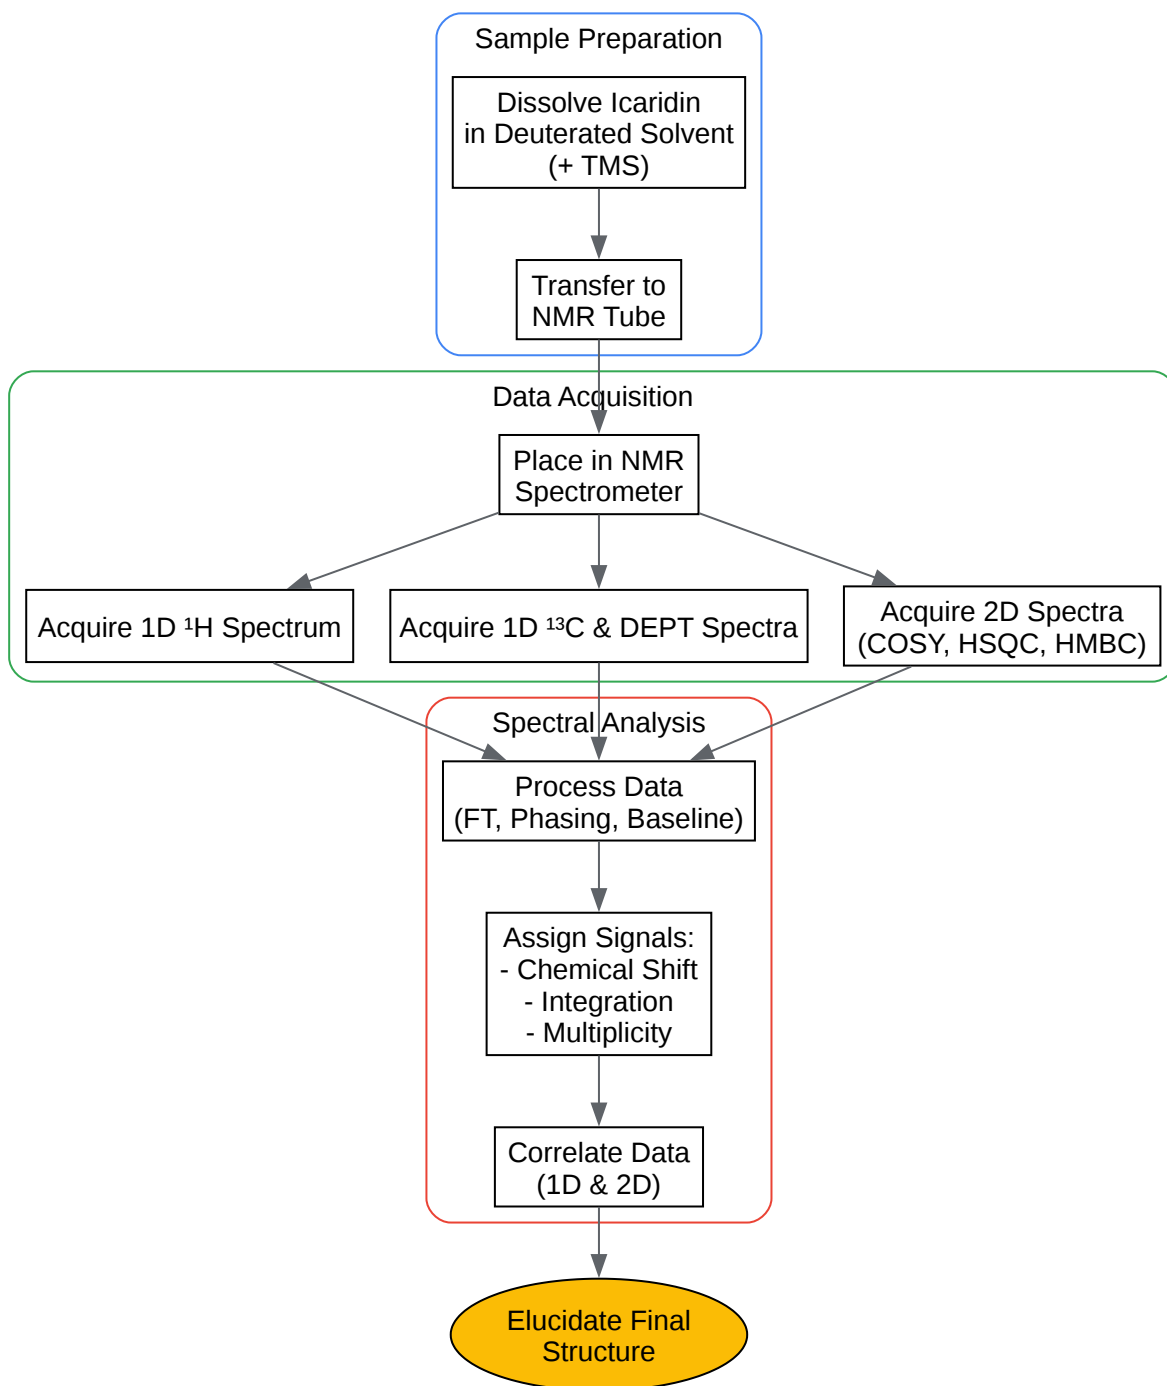 Sample Preparation
Dissolve Icaridin
in Deuterated Solvent
(+ TMS)
Transfer to
NMR Tube
Data Acquisition
Place in NMR
Spectrometer
Acquire 1D ¹H Spectrum
Acquire 1D ¹³C & DEPT Spectra
Acquire 2D Spectra
(COSY, HSQC, HMBC)
Spectral Analysis
Process Data
(FT, Phasing, Baseline)
Assign Signals:
- Chemical Shift
- Integration
- Multiplicity
Correlate Data
(1D & 2D)
Elucidate Final
Structure